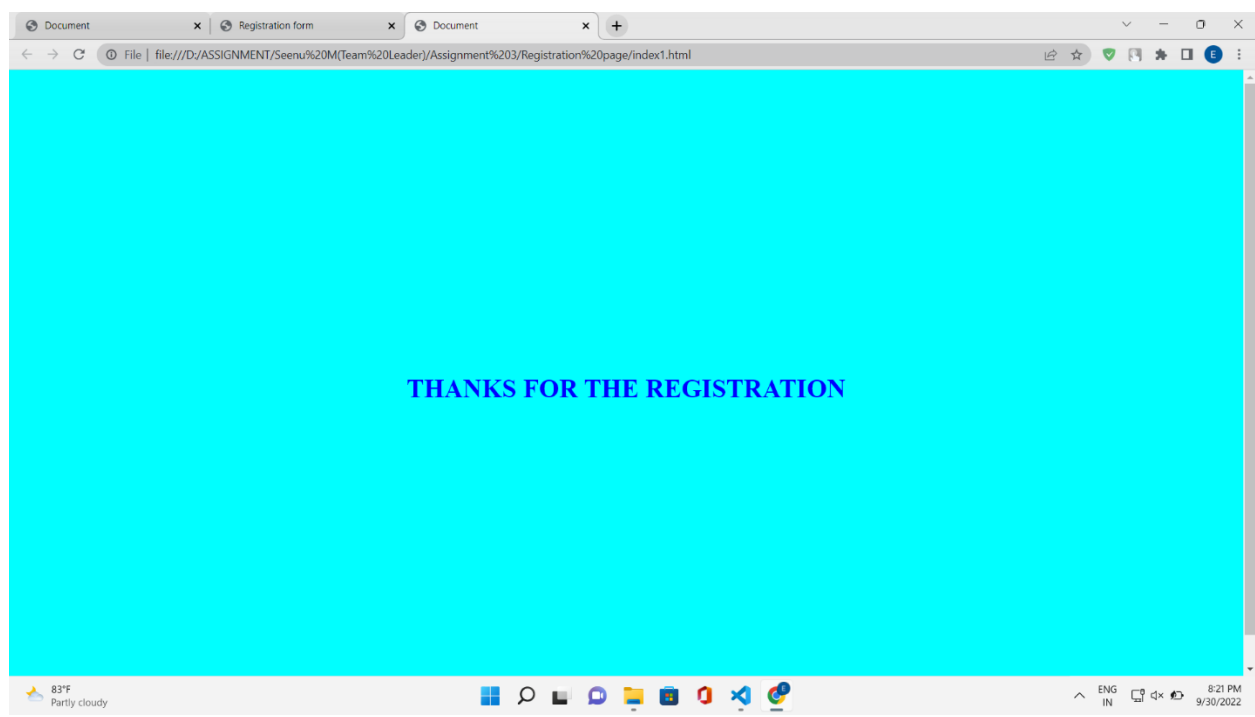 Document
Registration form
Document
File | file:///D:/ASSIGNMENT/Seenu%20M(Team%20Leader)/Assignment%203/Registration%20page/index1.html
E
THANKS FOR THE REGISTRATION
83°F
Partly cloudy
E
ENG
IN
8:21 PM
9/30/2022